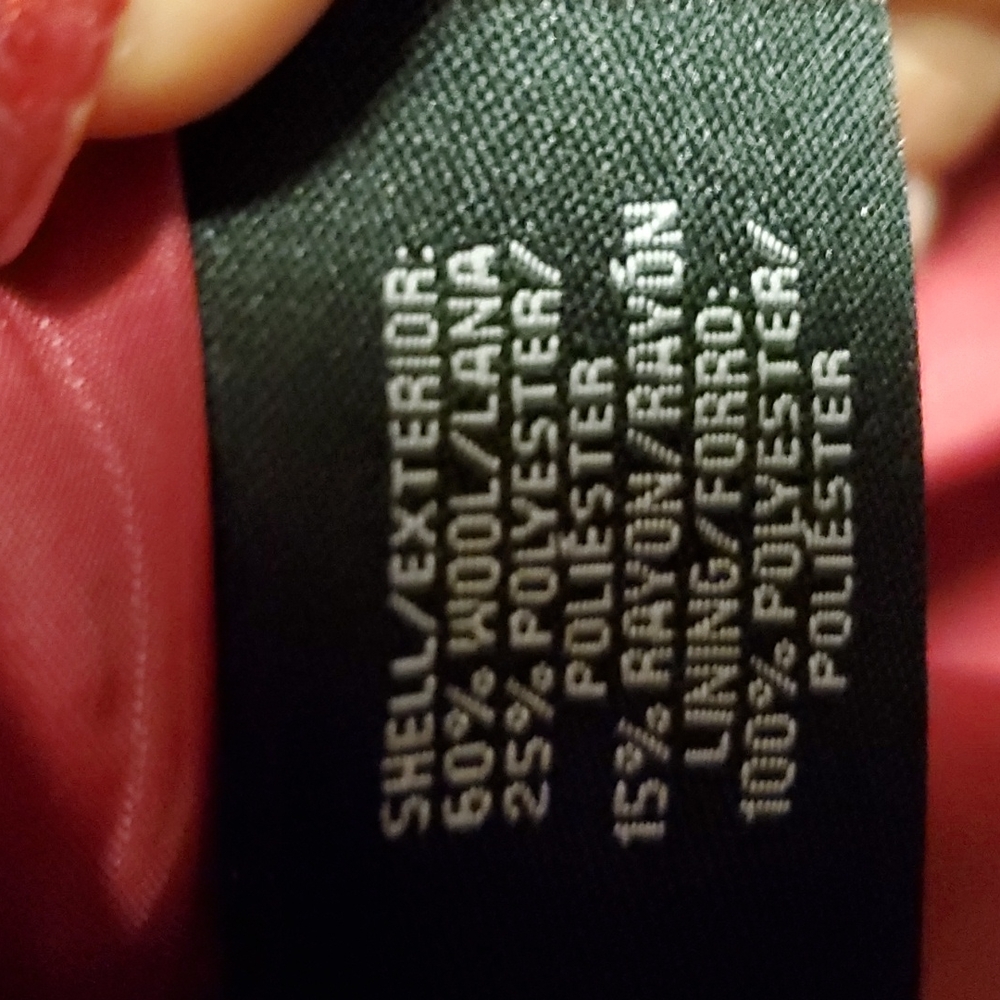 SHELL/EXTERIOR:
60% WOOL/LANA
25% POLYESTER/
POLIÉSTER
15% RAYON/RAYÓN
LINING/FORRO:
100% POLYESTER/
POLIÉSTER